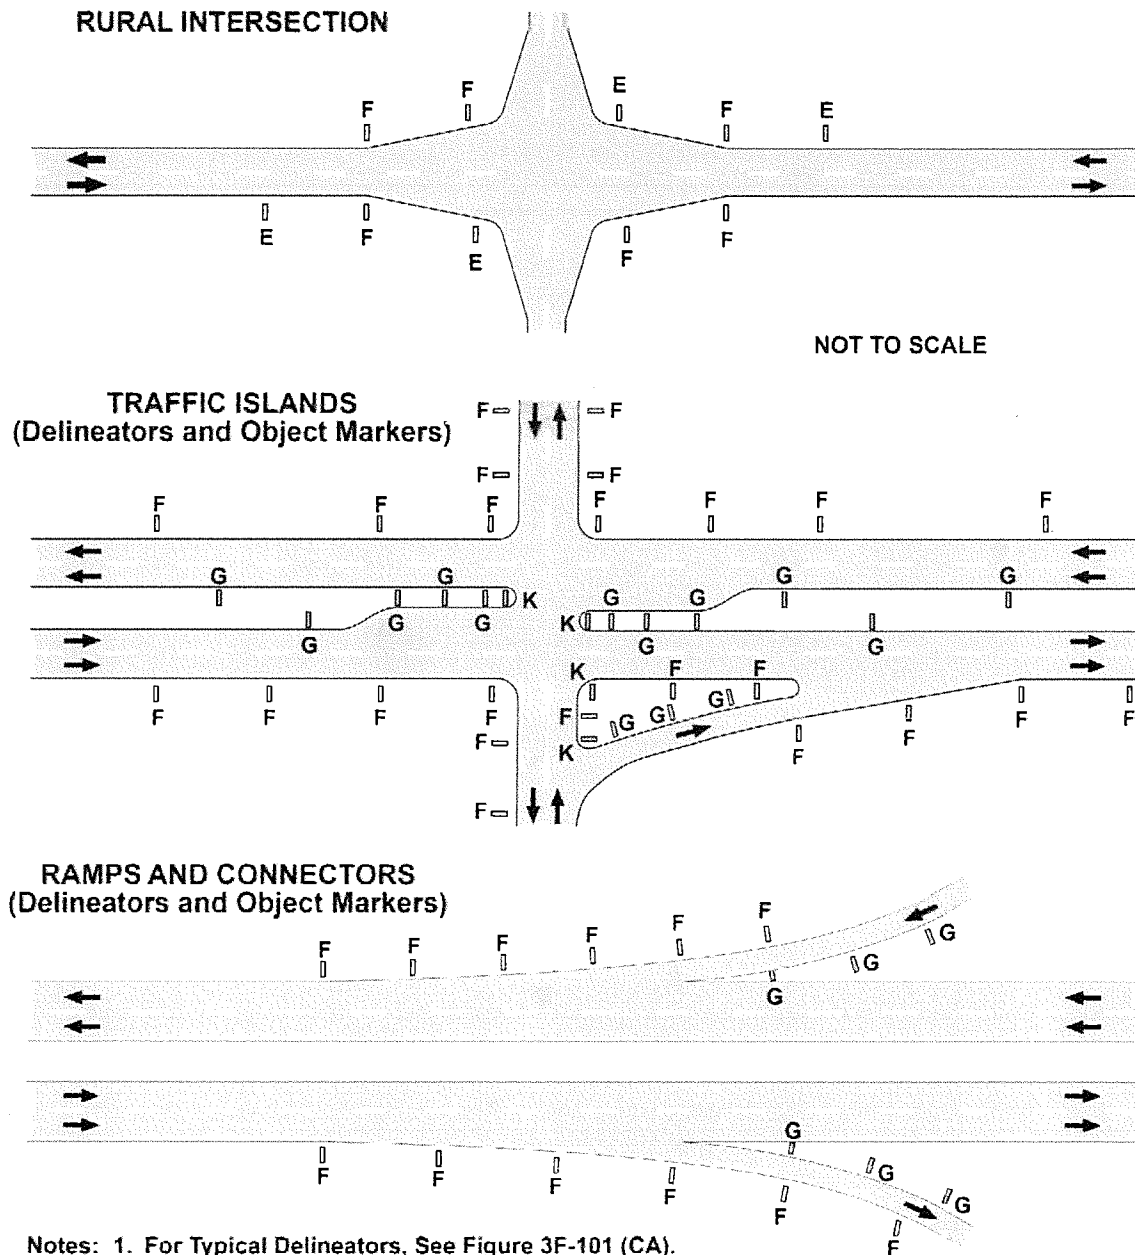 RURAL INTERSECTION
F E
F F E
E F F
E F
NOT TO SCALE
TRAFFIC ISLANDS
(Delineators and Object Markers)
F F
F F
F F F F F F F
G G G G
K G G
G G K G G
K F F
F F F F F G G G F F F F
F K
F
RAMPS AND CONNECTORS
(Delineators and Object Markers)
F F F F F F
G G G
G G G
F F F F F F
Notes: 1. For Typical Delineators, See Figure 3F-101 (CA).